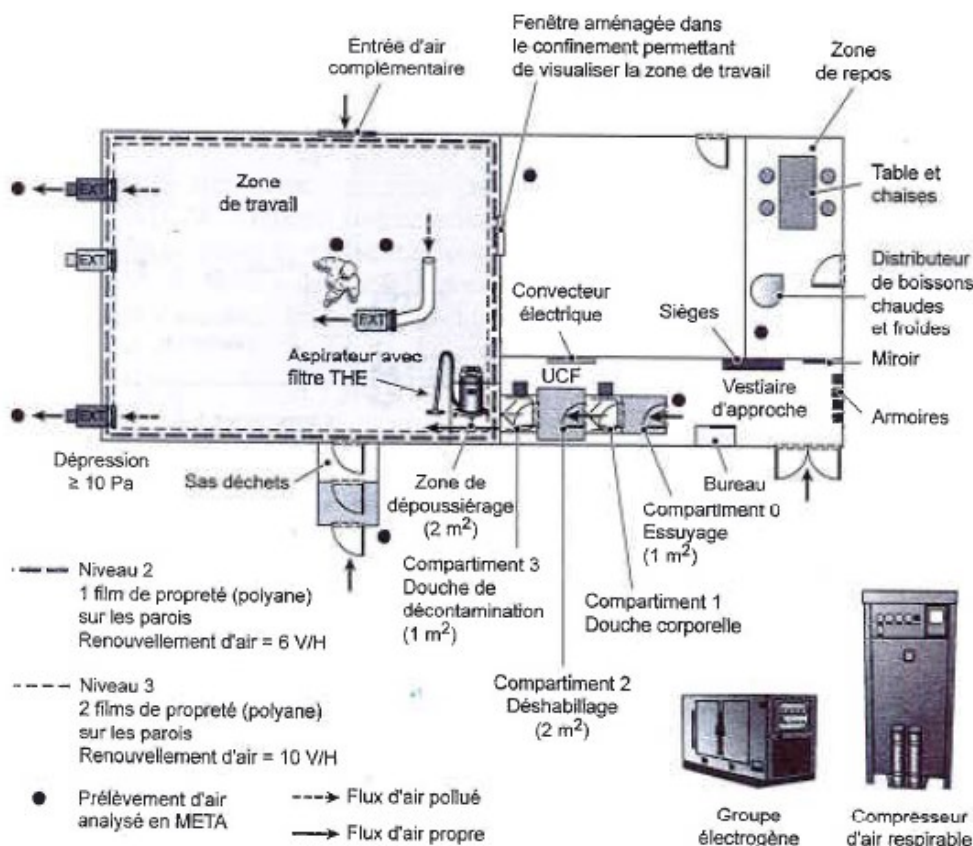 Fenêtre aménagée dans
le confinement permettant
de visualiser la zone de travail
Entrée d'air
complémentaire
Zone
de repos
Zone
de travail
EXT
EXT
EXT
EXT
Table et
chaises
Distributeur
de boissons
chaudes
et froides
Convecteur
électrique
Sièges
Miroir
Aspirateur avec
filtre THE
UCF
Vestiaire
d'approche
Armoires
Dépression
≥ 10 Pa
Sas déchets
Zone de
dépoussiérage
(2 m²)
Bureau
Compartiment 0
Essuyage
(1 m²)
Compartiment 3
Douche de
décontamination
(1 m²)
Compartiment 1
Douche corporelle
Compartiment 2
Déshabillage
(2 m²)
Niveau 2
1 film de propreté (polyane)
sur les parois
Renouvellement d'air = 6 V/H
Niveau 3
2 films de propreté (polyane)
sur les parois
Renouvellement d'air = 10 V/H
Prélèvement d'air
analysé en META
Flux d'air pollué
Flux d'air propre
Groupe
électrogène
Compresseur
d'air respirable